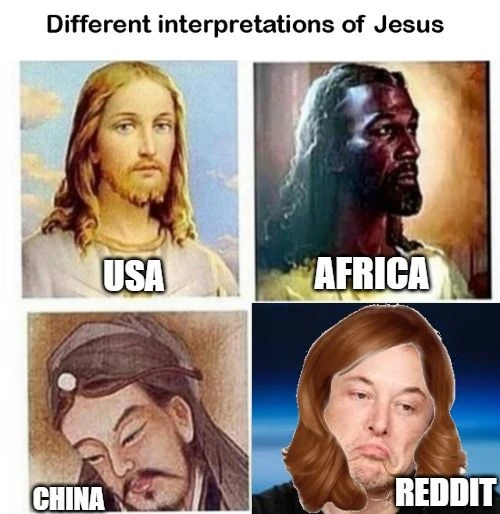 Different interpretations of Jesus
USA
AFRICA
CHINA
REDDIT